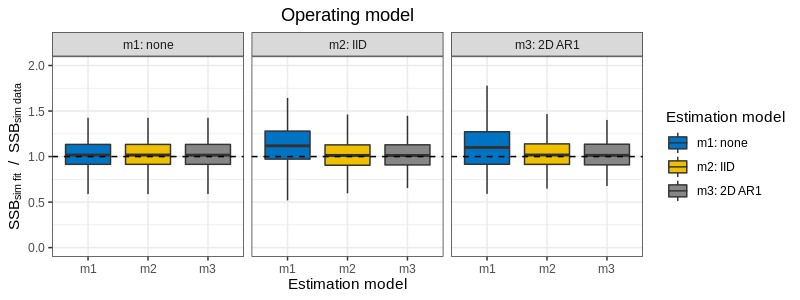 Operating model
m1: none
m2: IID
m3: 2D AR1
SSBsim fit / SSBsim data
2.0
1.5
1.0
0.5
0.0
m1 m2 m3
m1 m2 m3
m1 m2 m3
Estimation model
Estimation model
m1: none
m2: IID
m3: 2D AR1